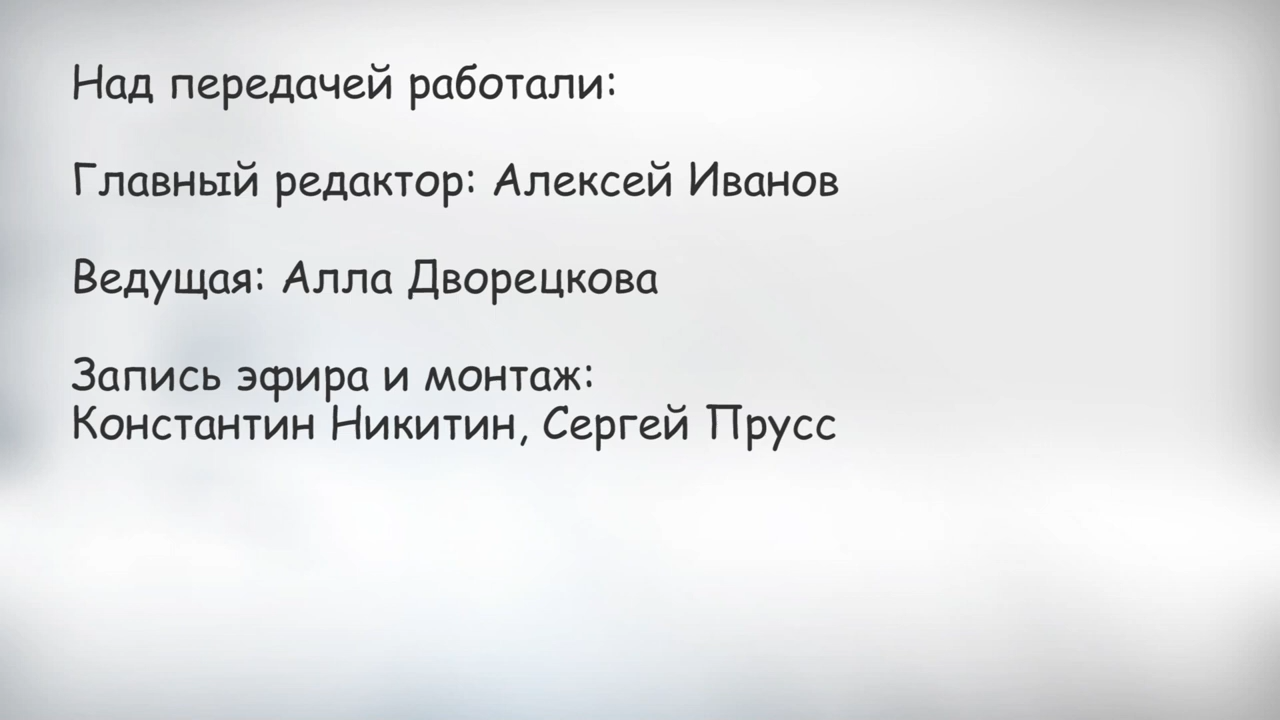 Над передачей работали:
Главный редактор: Алексей Иванов
Ведущая: Алла Дворецкова
Запись эфира и монтаж:
Константин Никитин, Сергей Прусс